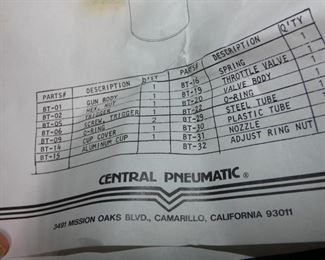 PARTS# DESCRIPTION Q'TY
BT-01 GUN BODY 1
BT-02 HEX. NUT 1
BT-05 TRIGGER 1
BT-06 SCREW, TRIGGER 2
BT-09 O-RING 1
BT-14 CUP COVER 1
BT-15 ALUMINUM CUP 1
PARTS# DESCRIPTION Q'TY
BT-16 SPRING 1
BT-19 THROTTLE VALVE 1
BT-20 VALVE BODY 1
BT-22 O-RING 1
BT-29 STEEL TUBE 1
BT-30 PLASTIC TUBE 1
BT-31 NOZZLE 1
BT-32 ADJUST RING NUT 1
CENTRAL PNEUMATIC ®
3491 MISSION OAKS BLVD., CAMARILLO, CALIFORNIA 93011